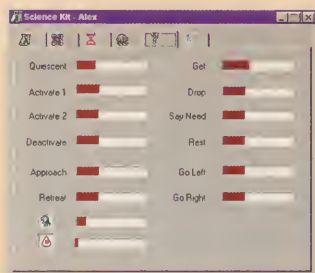 Science Kit - Alex
Quiescent Get
Activate 1 Drop
Activate 2 Say Need
Deactivate Rest
Approach Go Left
Retreat Go Right